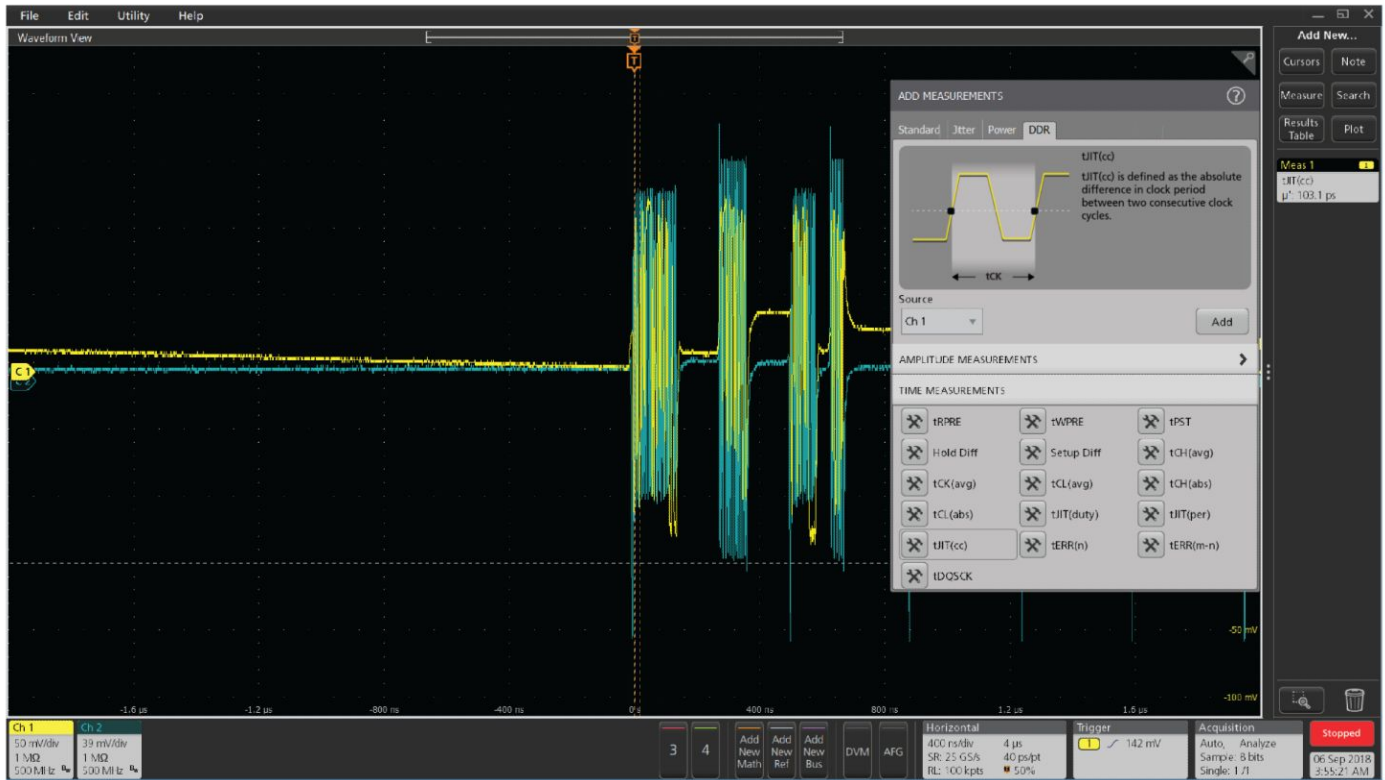 File Edit Utility Help
Waveform View
Add New...
Cursors Note
Measure Search
Results Table Plot
Meas 1 1
tJIT(cc)
µ': 103.1 ps
T
T
ADD MEASUREMENTS ?
Standard Jitter Power DDR
tJIT(cc)
tJIT(cc) is defined as the absolute
difference in clock period
between two consecutive clock
cycles.
tCK
Source
Ch 1
Add
AMPLITUDE MEASUREMENTS
TIME MEASUREMENTS
tRPRE tWPRE tPST
Hold Diff Setup Diff tCH(avg)
tCK(avg) tCL(avg) tCH(abs)
tCL(abs) tJIT(duty) tJIT(per)
tJIT(cc) tERR(n) tERR(m-n)
tDQSCK
C 1
-50 mV
-100 mV
-1.6 µs -1.2 µs -800 ns -400 ns 0 s 400 ns 800 ns 1.2 µs 1.6 µs
Ch 1
50 mV/div
1 MΩ
500 MHz
Ch 2
39 mV/div
1 MΩ
500 MHz
3
4
Add New Math
Add New Ref
Add New Bus
DVM
AFG
Horizontal
400 ns/div 4 µs
SR: 25 GS/s 40 ps/pt
RL: 100 kpts 50%
Trigger
1 142 mV
Acquisition
Auto, Analyze
Sample: 8 bits
Single: 1 /1
Stopped
06 Sep 2018
3:55:21 AM